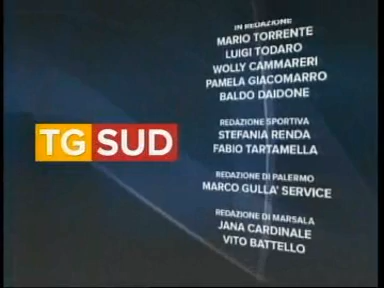 IN REDAZIONE
MARIO TORRENTE
LUIGI TODARO
WOLLY CAMMARERI
PAMELA GIACOMARRO
BALDO DAIDONE
REDAZIONE SPORTIVA
STEFANIA RENDA
FABIO TARTAMELLA
REDAZIONE DI PALERMO
MARCO GULLA' SERVICE
REDAZIONE DI MARSALA
JANA CARDINALE
VITO BATTELLO
TG SUD